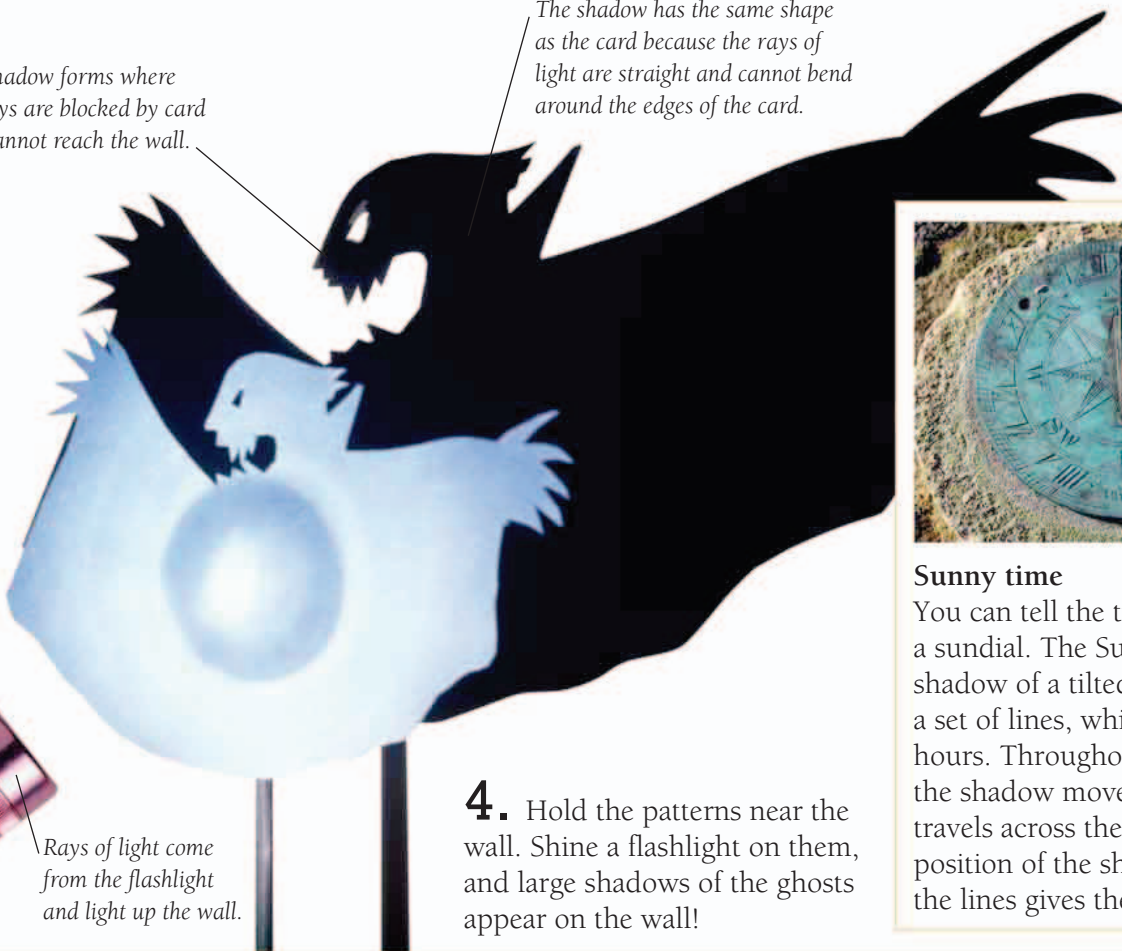 The shadow has the same shape
as the card because the rays of
light are straight and cannot bend
around the edges of the card.
hadow forms where
ys are blocked by card
annot reach the wall.
Rays of light come
from the flashlight
and light up the wall.
4. Hold the patterns near the
wall. Shine a flashlight on them,
and large shadows of the ghosts
appear on the wall!
Sunny time
You can tell the t
a sundial. The Su
shadow of a tilted
a set of lines, whi
hours. Througho
the shadow move
travels across the
position of the sh
the lines gives the